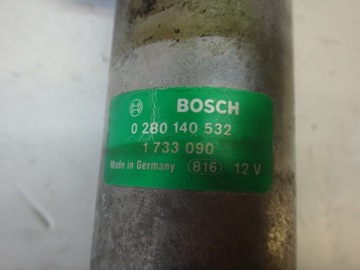 BOSCH
0 280 140 532
1 733 090
Made in Germany 816 12 V